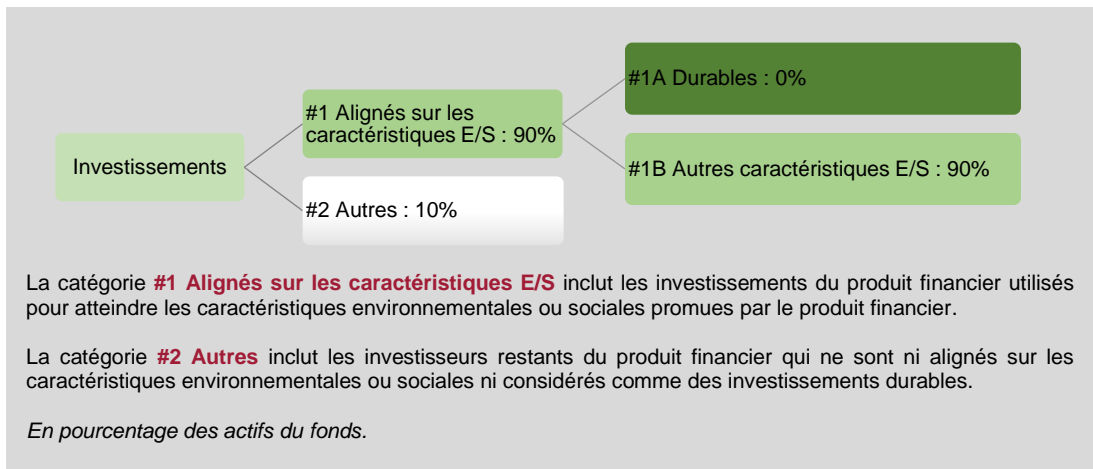 #1A Durables : 0%
#1 Alignés sur les
caractéristiques E/S : 90%
Investissements
#1B Autres caractéristiques E/S : 90%
#2 Autres : 10%
La catégorie #1 Alignés sur les caractéristiques E/S inclut les investissements du produit financier utilisés
pour atteindre les caractéristiques environnementales ou sociales promues par le produit financier.
La catégorie #2 Autres inclut les investisseurs restants du produit financier qui ne sont ni alignés sur les
caractéristiques environnementales ou sociales ni considérés comme des investissements durables.
En pourcentage des actifs du fonds.